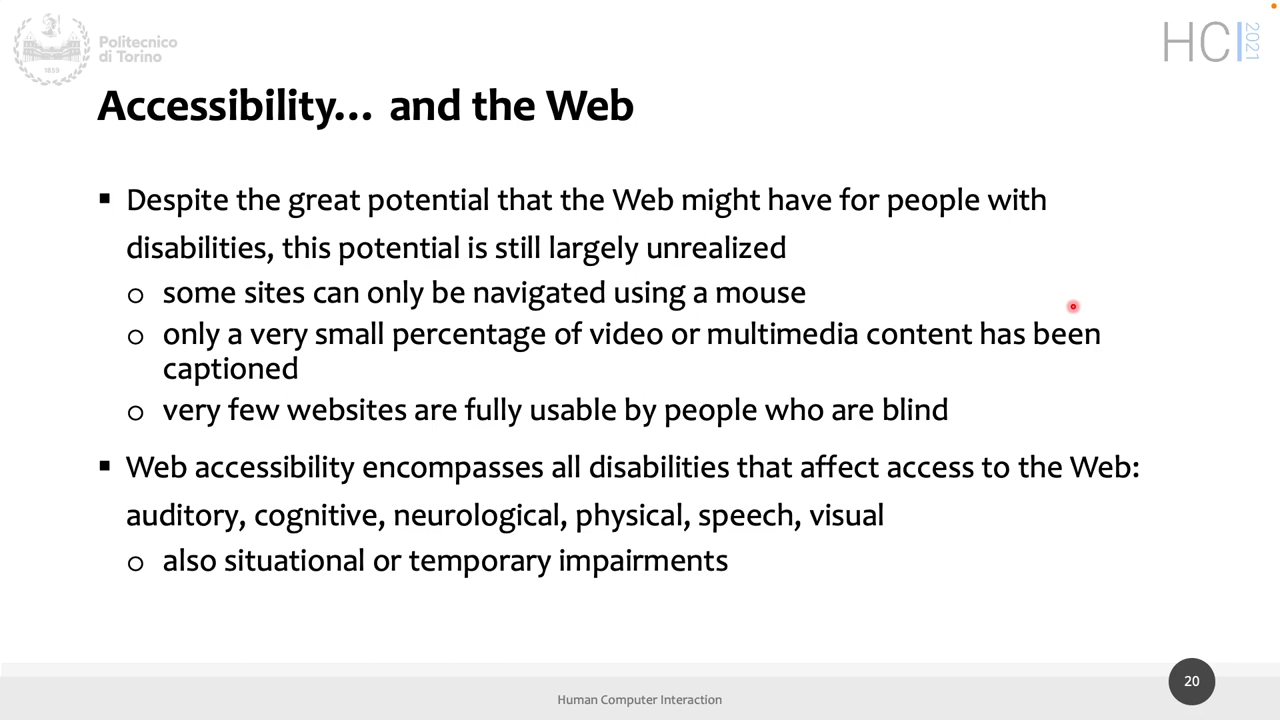 Politecnico
di Torino
1859
HCI 2021
Accessibility... and the Web
▪ Despite the great potential that the Web might have for people with
disabilities, this potential is still largely unrealized
o some sites can only be navigated using a mouse
o only a very small percentage of video or multimedia content has been
captioned
o very few websites are fully usable by people who are blind
▪ Web accessibility encompasses all disabilities that affect access to the Web:
auditory, cognitive, neurological, physical, speech, visual
o also situational or temporary impairments
Human Computer Interaction
20